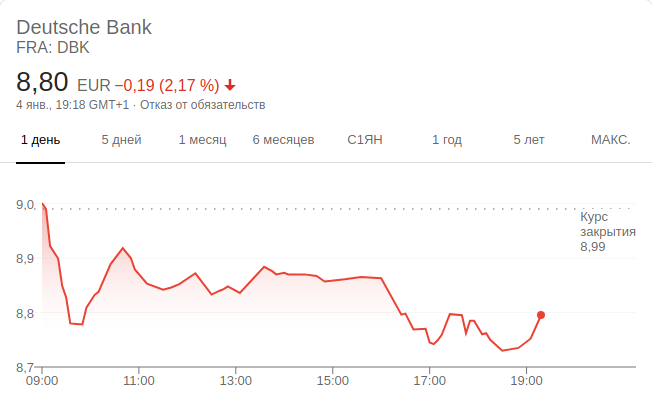 Deutsche Bank
FRA: DBK
8,80 EUR −0,19 (2,17 %)
4 янв., 19:18 GMT+1 · Отказ от обязательств
1 день 5 дней 1 месяц 6 месяцев С1ЯН 1 год 5 лет МАКС.
9,0
Курс
закрытия
8,99
8,9
8,8
8,7
09:00 11:00 13:00 15:00 17:00 19:00